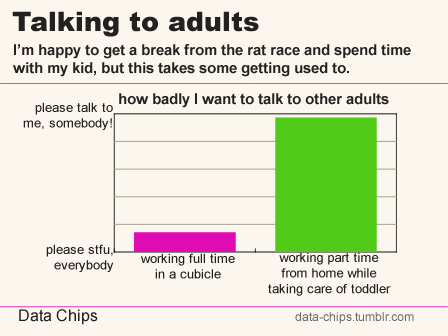 Talking to adults
I'm happy to get a break from the rat race and spend time
with my kid, but this takes some getting used to.
how badly I want to talk to other adults
please talk to
me, somebody!
please stfu,
everybody
working full time
in a cubicle
working part time
from home while
taking care of toddler
Data Chips
data-chips.tumblr.com